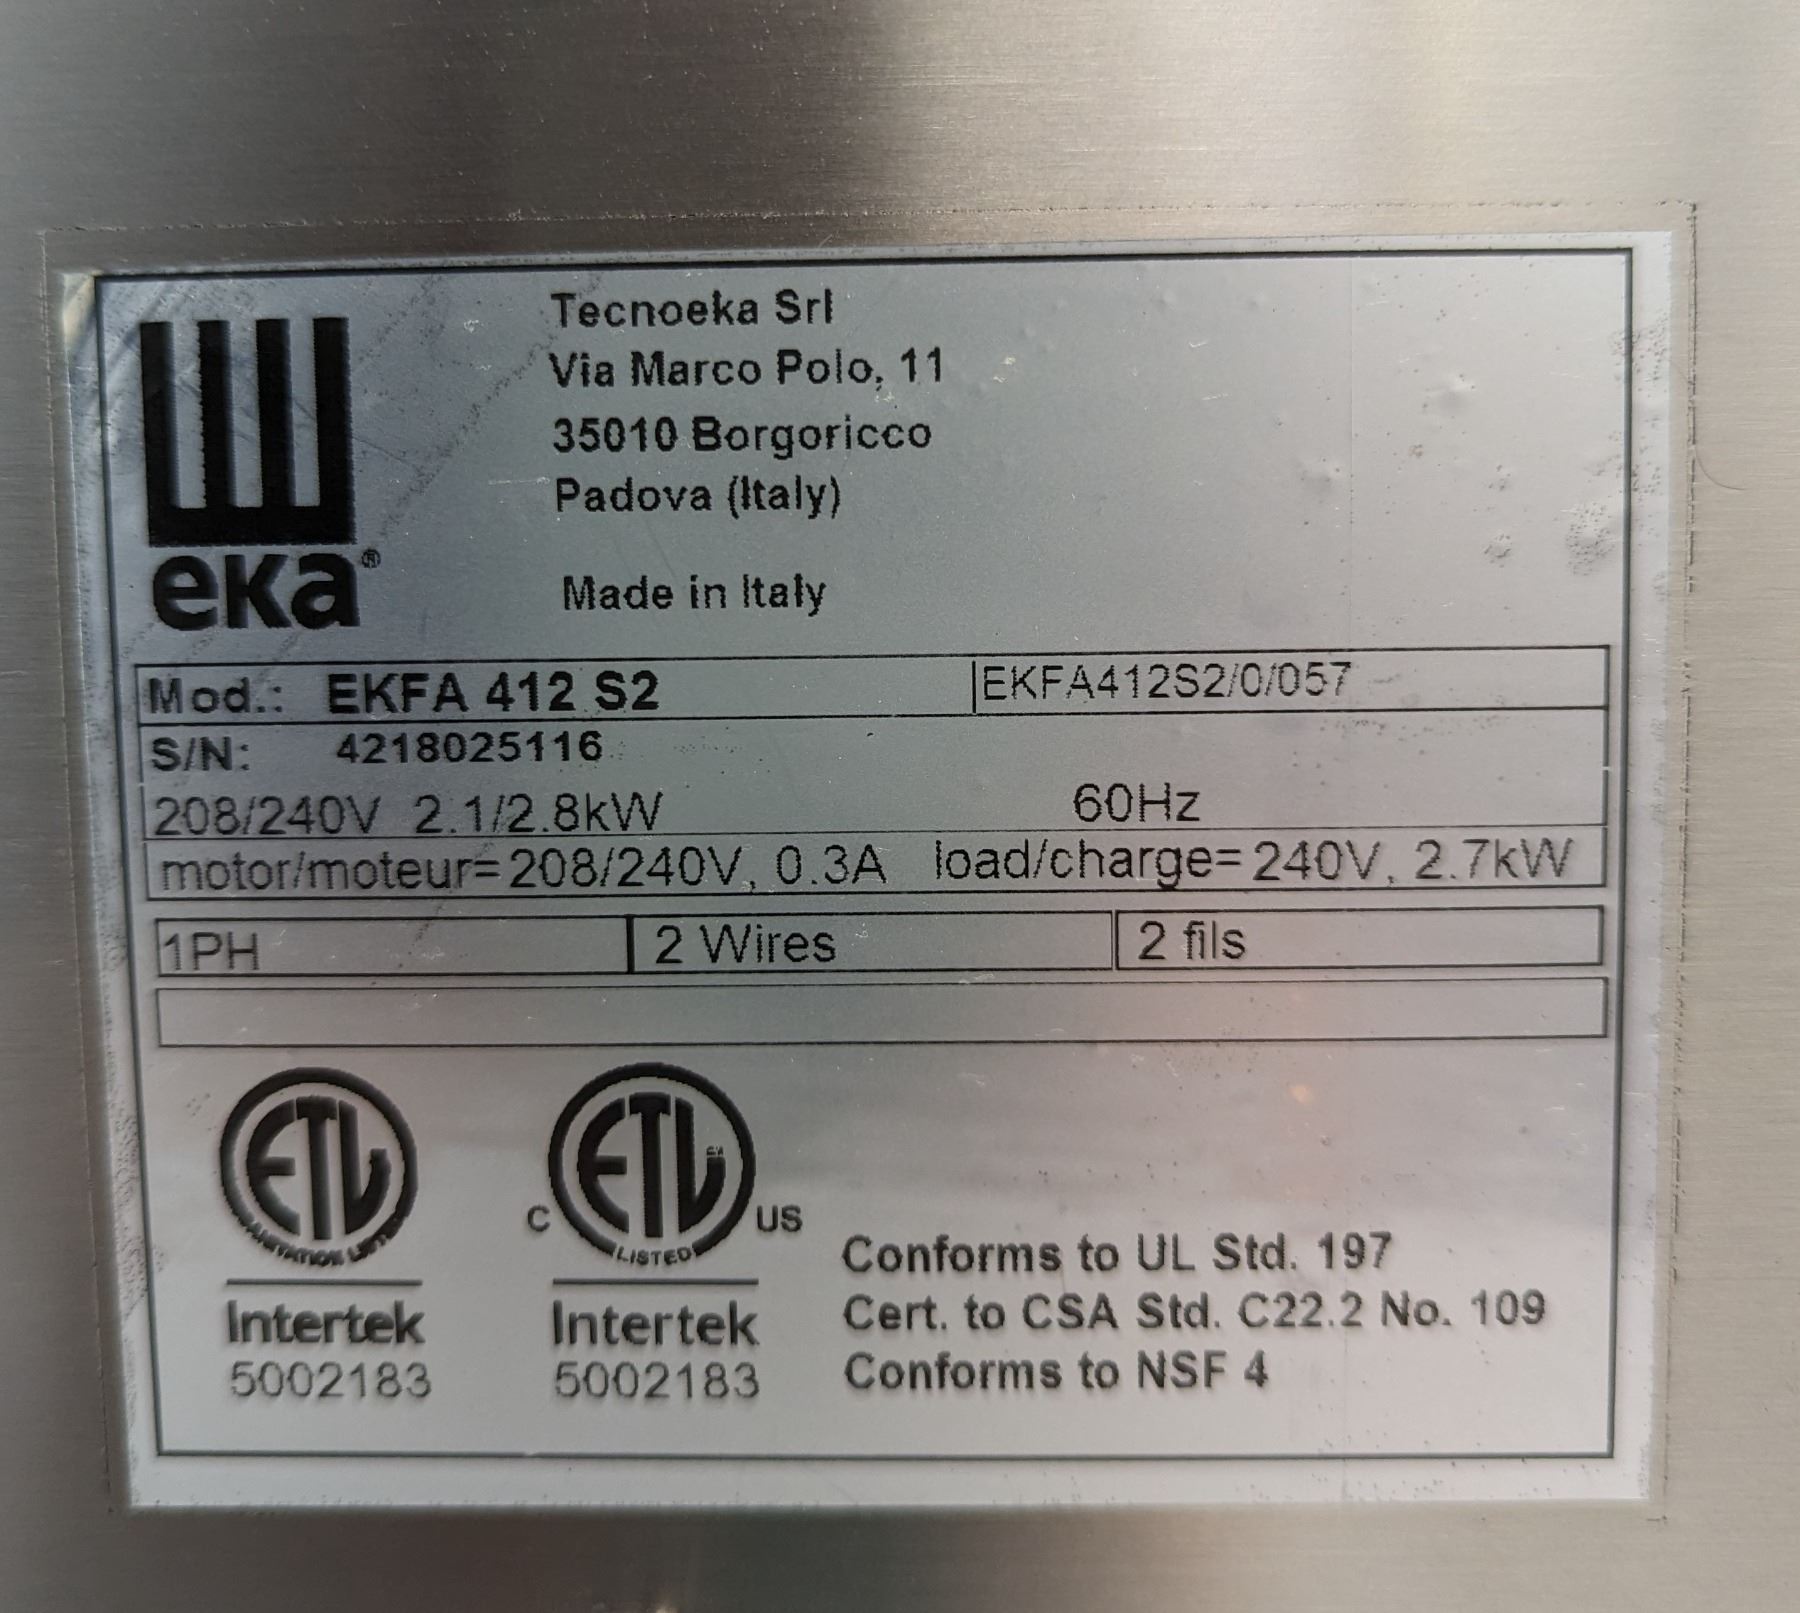 Tecnoeka Srl
Via Marco Polo, 11
35010 Borgoricco
Padova (Italy)
Made in Italy
eka®
Mod.: EKFA 412 S2 EKFA412S2/0/057
S/N: 4218025116
208/240V 2.1/2.8kW 60Hz
motor/moteur=208/240V, 0.3A load/charge=240V, 2.7kW
1PH 2 Wires 2 fils
ETL
Intertek
5002183
C ETL US
LISTED
Intertek
5002183
Conforms to UL Std. 197
Cert. to CSA Std. C22.2 No. 109
Conforms to NSF 4